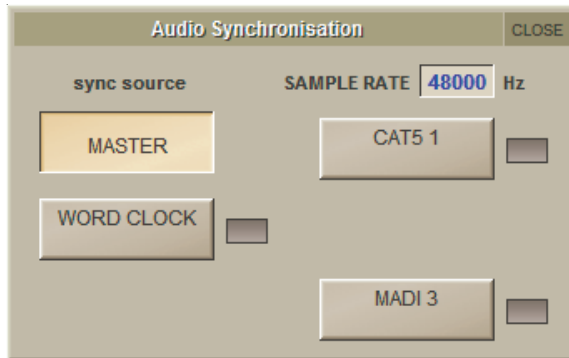 Audio Synchronisation CLOSE
sync source SAMPLE RATE 48000 Hz
MASTER CAT5 1
WORD CLOCK
MADI 3